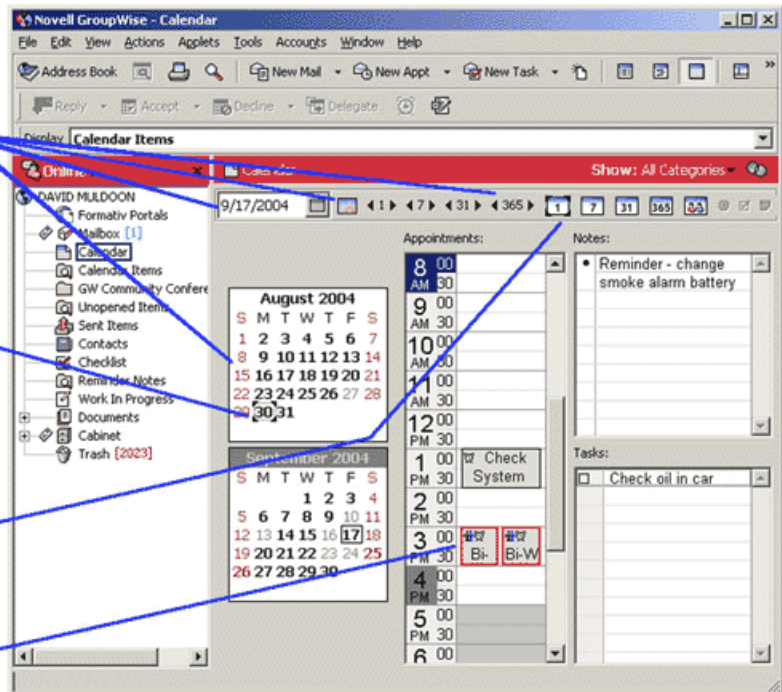 Novell GroupWise - Calendar
File Edit View Actions Applets Tools Accounts Window Help
Address Book New Mail New Appt New Task »
Reply Accept Decline Delegate
Display Calendar Items
Online x Calendar Show: All Categories
DAVID MULDOON
9/17/2004 1 7 31 365 1 7 31 365
Formativ Portals
Mailbox [1]
Calendar
Calendar Items
GW Community Confere
Unopened Items
Sent Items
Contacts
Checklist
Reminder Notes
Work In Progress
Documents
Cabinet
Trash [2023]
August 2004
S M T W T F S
1 2 3 4 5 6 7
8 9 10 11 12 13 14
15 16 17 18 19 20 21
22 23 24 25 26 27 28
29 30 31
September 2004
S M T W T F S
1 2 3 4
5 6 7 8 9 10 11
12 13 14 15 16 17 18
19 20 21 22 23 24 25
26 27 28 29 30
Appointments:
8 00
AM 30
9 00
AM 30
10 00
AM 30
11 00
AM 30
12 00
PM 30
1 00 Check
PM 30 System
2 00
PM 30
3 00
PM 30 Bi- Bi-W
4 00
PM 30
5 00
PM 30
6 00
Notes:
• Reminder - change
smoke alarm battery
Tasks:
Check oil in car